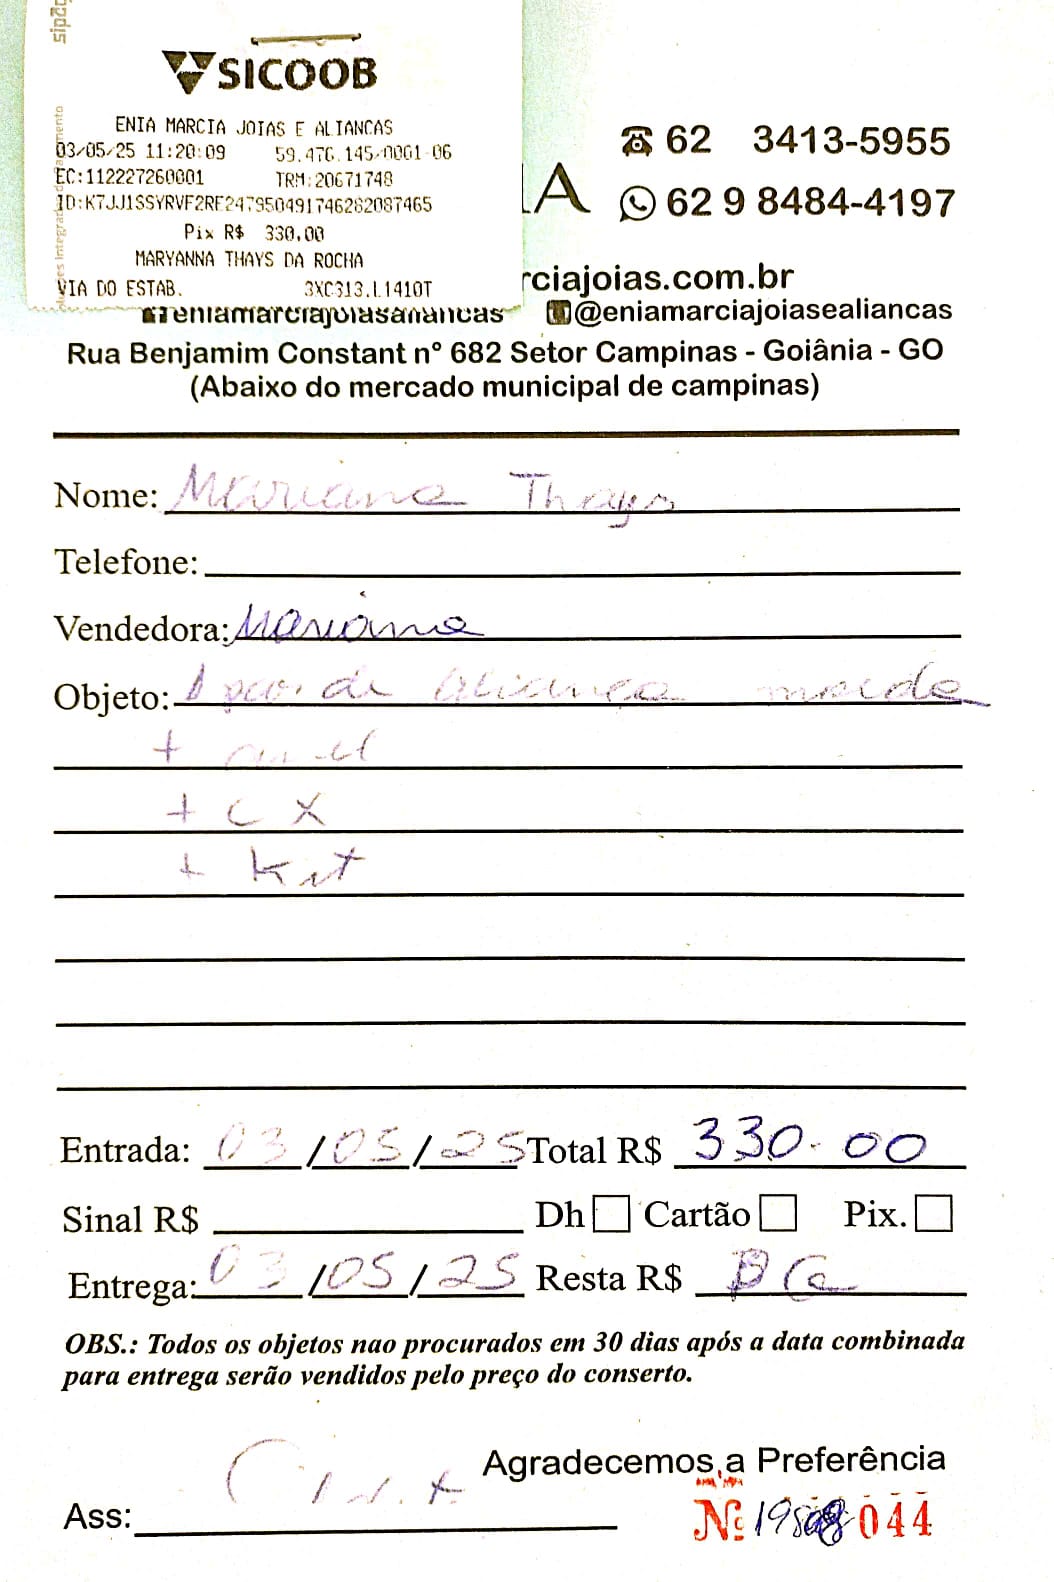 SICOOB
ENIA MARCIA JOIAS E ALIANCAS
03/05/25 11:20:09 59.476.145/0001-06
EC:112227260001 TRM:20671748
ID:K7JJ1SSYRVF2RF247950491746282087465
Pix R$ 330,00
MARYANNA THAYS DA ROCHA
VIA DO ESTAB. 3XC313.L1410T
62 3413-5955
A
62 9 8484-4197
rciajoias.com.br
@eniamarciajoiasealiancas
Rua Benjamim Constant nº 682 Setor Campinas - Goiânia - GO
(Abaixo do mercado municipal de campinas)
Nome: Mariana Thays
Telefone:
Vendedora: Mariana
Objeto: 1 par de aliança moeda
+ anel
+ CX
+ Kit
Entrada: 03/05/25 Total R$ 330.00
Sinal R$ Dh Cartão Pix.
Entrega: 03/05/25 Resta R$
OBS.: Todos os objetos nao procurados em 30 dias após a data combinada
para entrega serão vendidos pelo preço do conserto.
Agradecemos a Preferência
Ass:
Nº 044